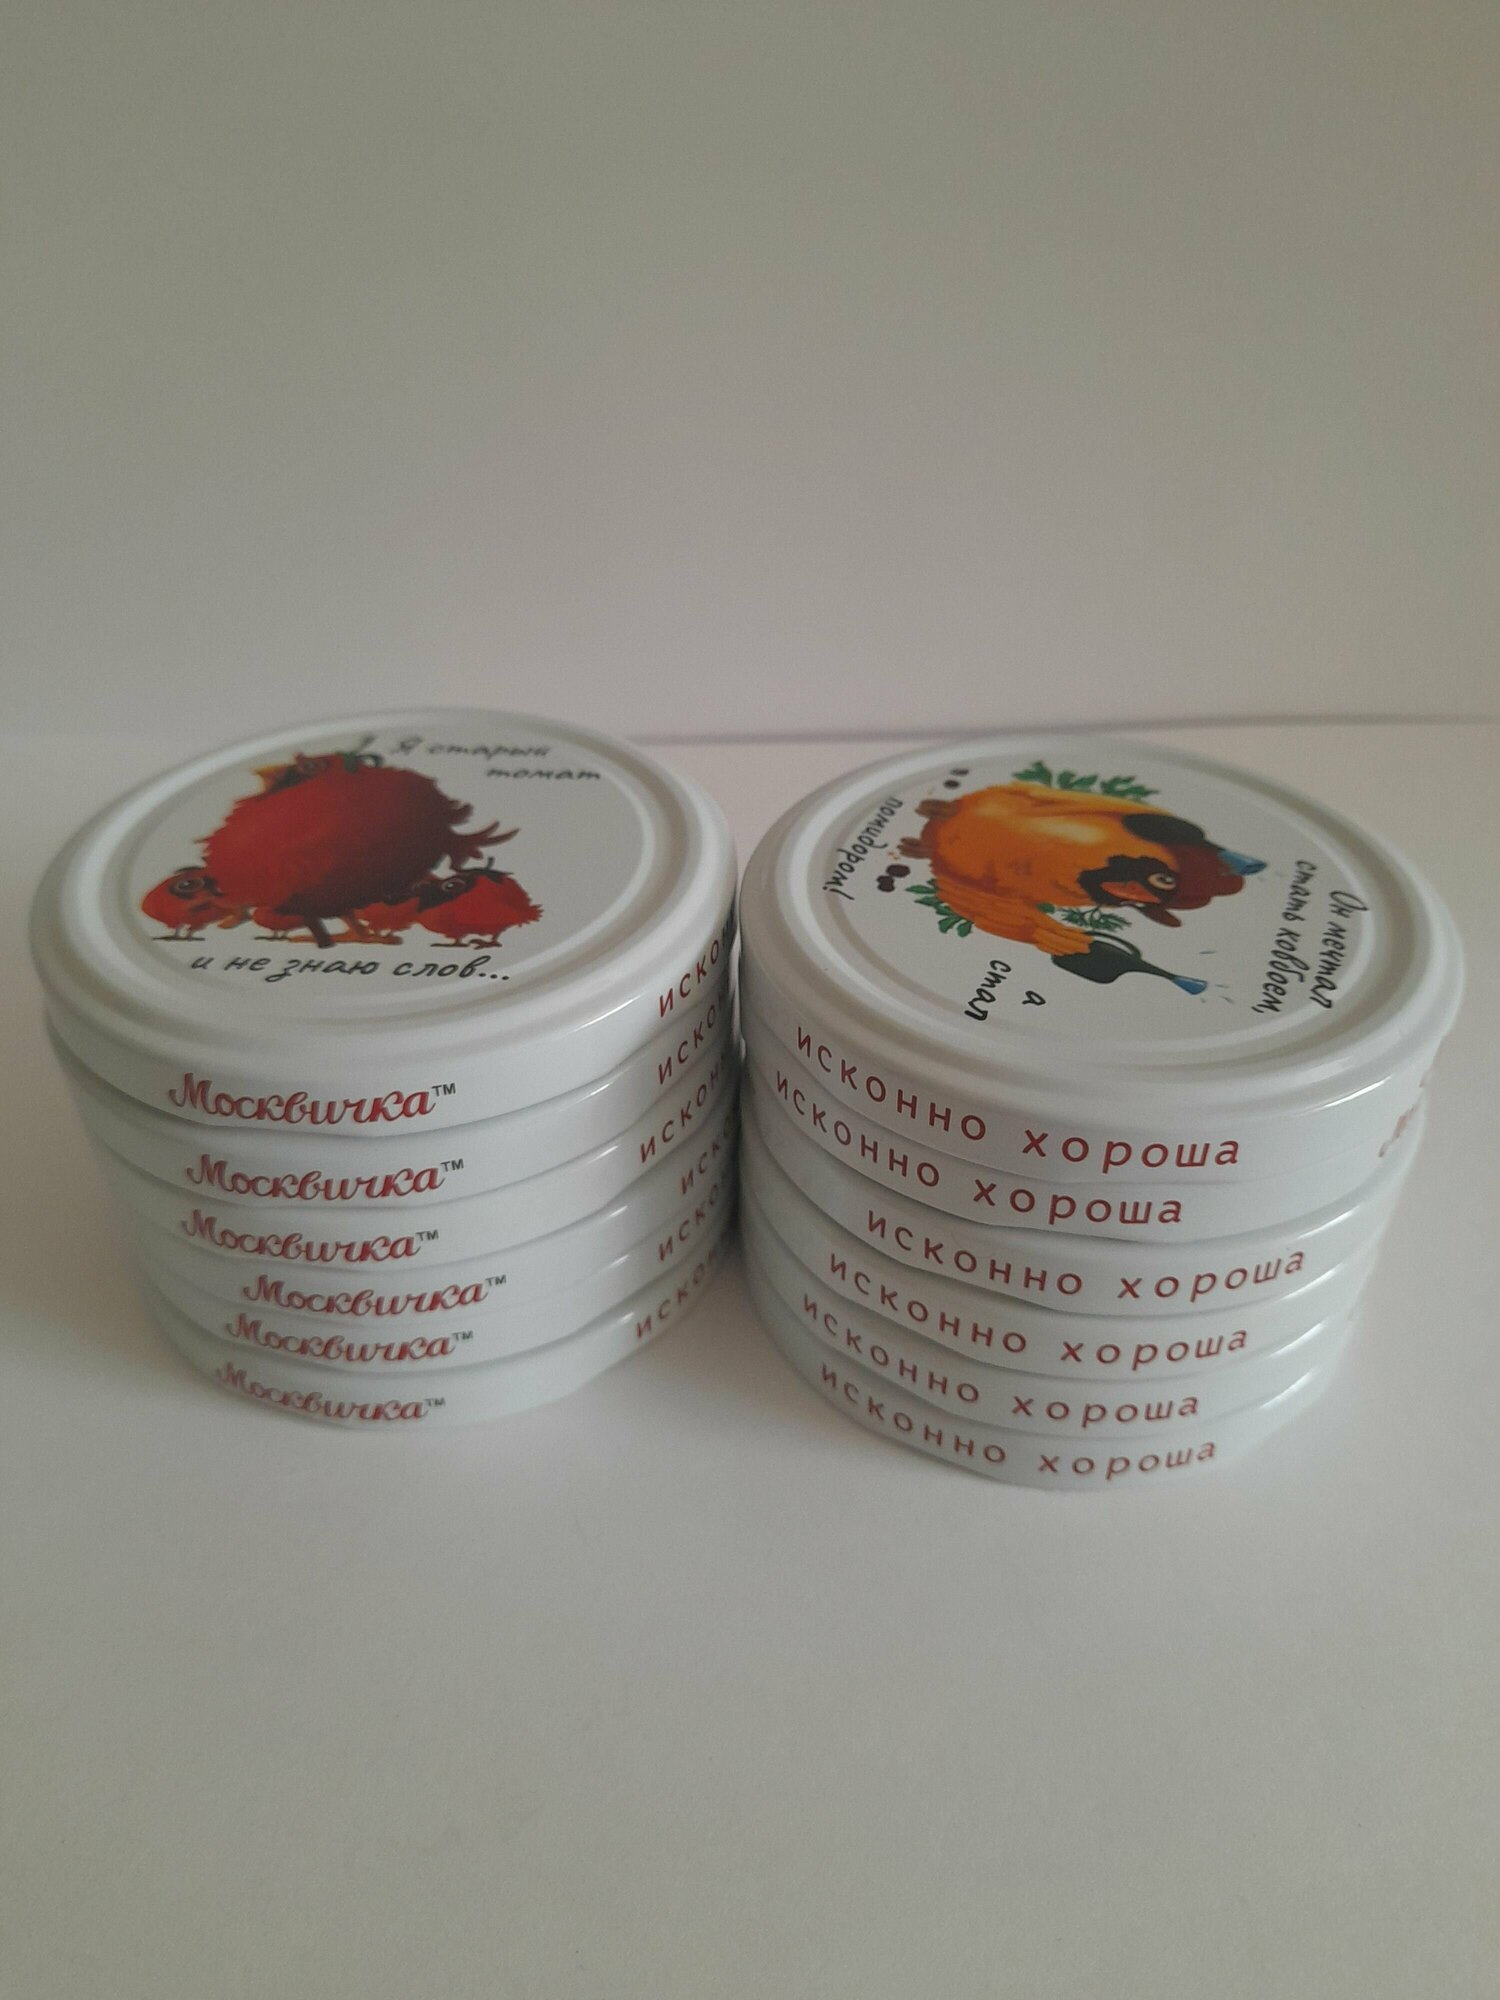 Я старый
томат
и не знаю слов...
Москвичка™
Москвичка™
Москвичка™
Москвичка™
Москвичка™
Москвичка™
Он мечтал
стать ковбоем,
а
стал
помидором!
исконно хороша
исконно хороша
исконно хороша
исконно хороша
исконно хороша
исконно хороша